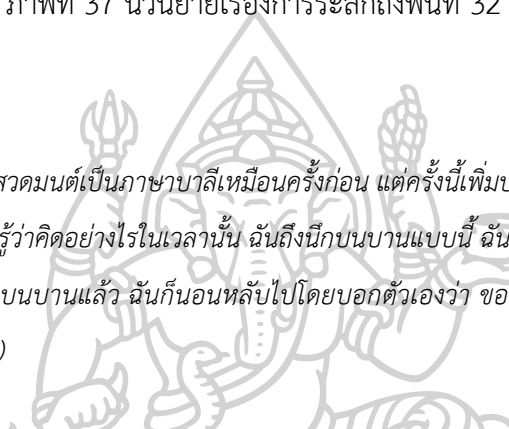 ภาพที่ 37 นวนิยายเรื่องการระลึกถึงพื้นที่ 32
สวดมนต์เป็นภาษาบาลีเหมือนครั้งก่อน แต่ครั้งนี้เพิ่มบ
รู้ว่าคิดอย่างไรในเวลานั้น ฉันถึงนึกบนบานแบบนี้ ฉัน
บนบานแล้ว ฉันก็นอนหลับไปโดยบอกตัวเองว่า ขอ
)